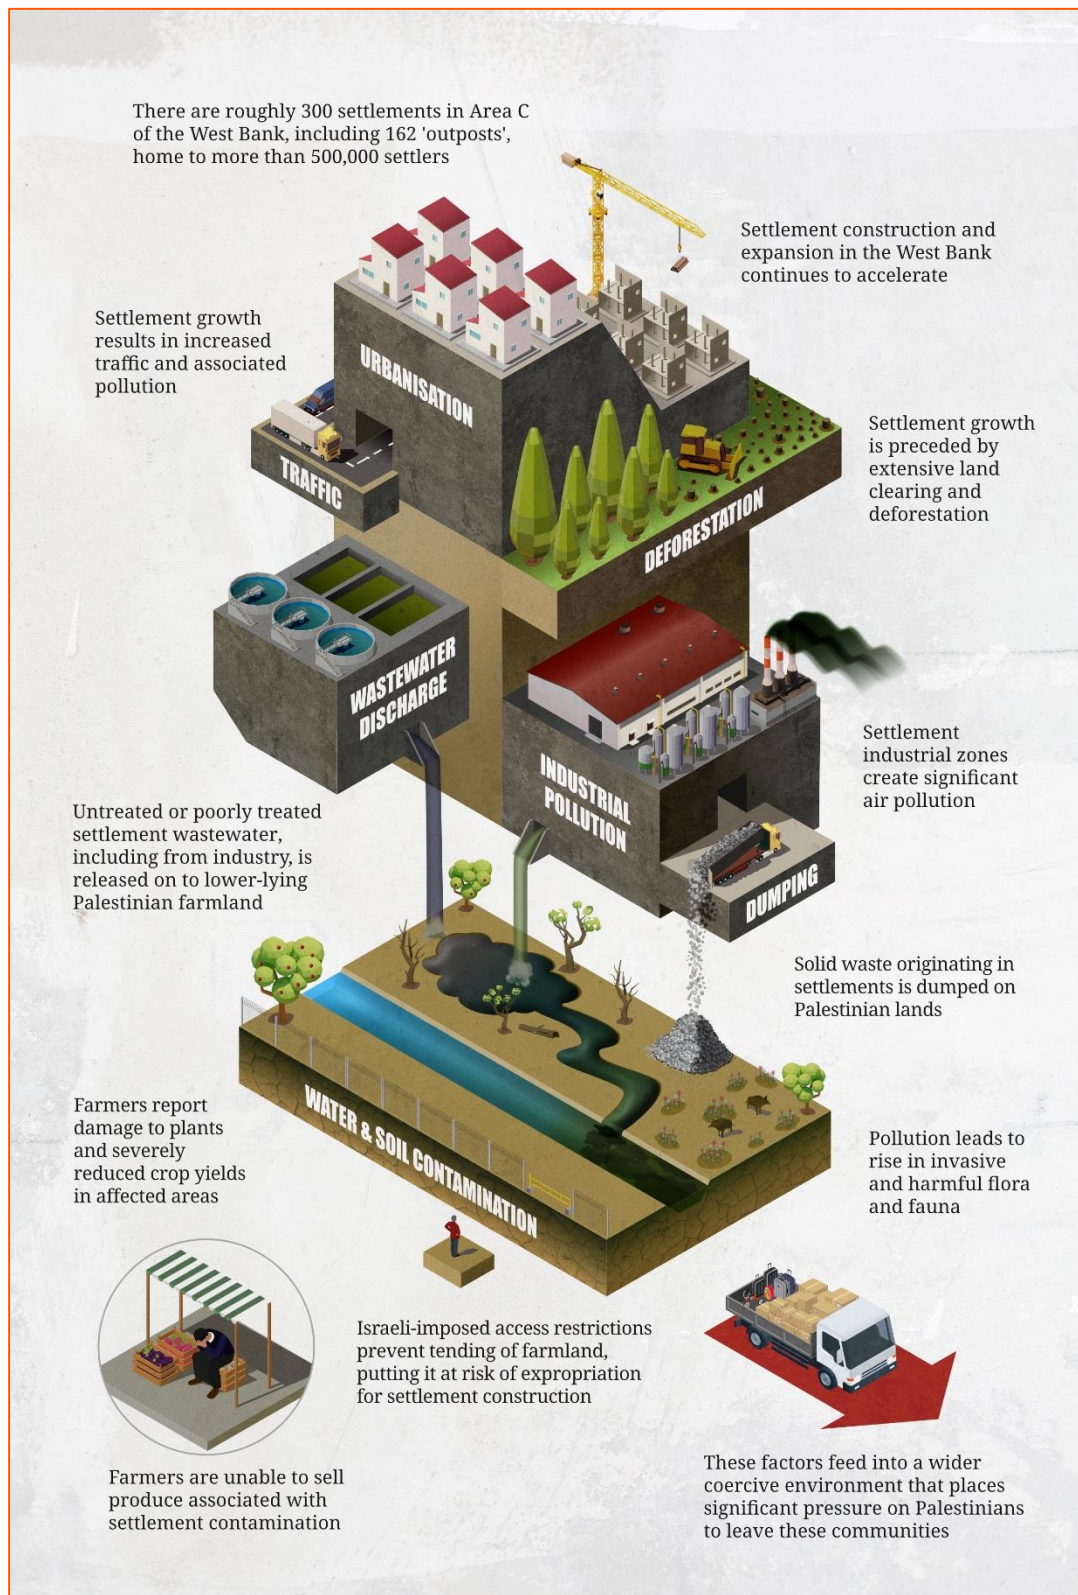 There are roughly 300 settlements in Area C
of the West Bank, including 162 'outposts',
home to more than 500,000 settlers
Settlement construction and
expansion in the West Bank
continues to accelerate
Settlement growth
results in increased
traffic and associated
pollution
URBANISATION
TRAFFIC
Settlement growth
is preceded by
extensive land
clearing and
deforestation
DEFORESTATION
WASTEWATER
DISCHARGE
Settlement
industrial zones
create significant
air pollution
INDUSTRIAL
POLLUTION
Untreated or poorly treated
settlement wastewater,
including from industry, is
released on to lower-lying
Palestinian farmland
DUMPING
Solid waste originating in
settlements is dumped on
Palestinian lands
WATER & SOIL CONTAMINATION
Farmers report
damage to plants
and severely
reduced crop yields
in affected areas
Pollution leads to
rise in invasive
and harmful flora
and fauna
Israeli-imposed access restrictions
prevent tending of farmland,
putting it at risk of expropriation
for settlement construction
Farmers are unable to sell
produce associated with
settlement contamination
These factors feed into a wider
coercive environment that places
significant pressure on Palestinians
to leave these communities